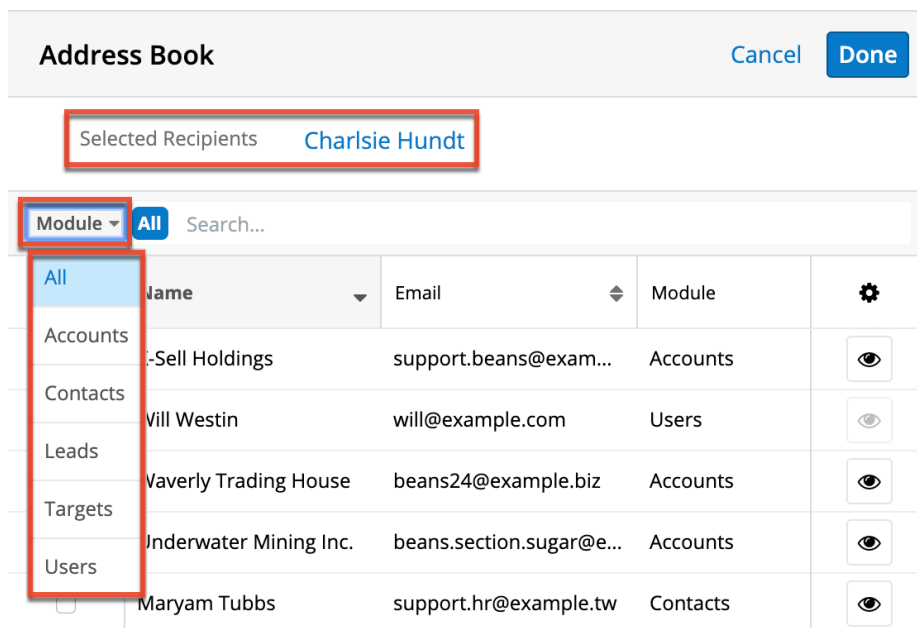 Address Book Cancel Done
Selected Recipients Charlsie Hundt
Module All Search...
All
Accounts
Contacts
Leads
Targets
Users
Name Email Module
-Sell Holdings support.beans@exam... Accounts
Will Westin will@example.com Users
Waverly Trading House beans24@example.biz Accounts
Underwater Mining Inc. beans.section.sugar@e... Accounts
Maryam Tubbs support.hr@example.tw Contacts